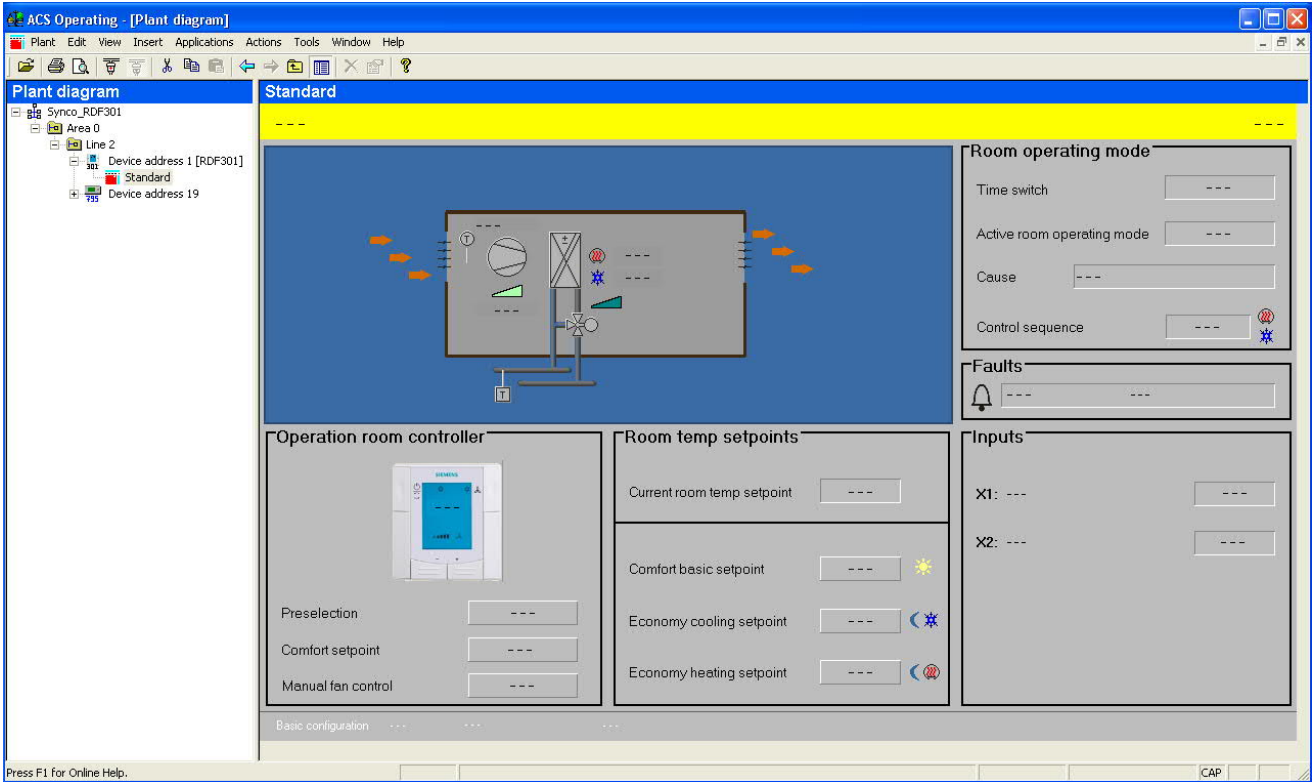 ACS Operating - [Plant diagram]
Plant Edit View Insert Applications Actions Tools Window Help
Plant diagram
Synco_RDF301
Area 0
Line 2
301 Device address 1 [RDF301]
Standard
795 Device address 19
Standard
--- ---
---
T
±
---
---
---
T
Room operating mode
Time switch ---
Active room operating mode ---
Cause ---
Control sequence ---
Faults
--- ---
Operation room controller
SIEMENS
---
Preselection ---
Comfort setpoint ---
Manual fan control ---
Room temp setpoints
Current room temp setpoint ---
Comfort basic setpoint ---
Economy cooling setpoint ---
Economy heating setpoint ---
Inputs
X1: --- ---
X2: --- ---
Basic configuration --- --- ---
Press F1 for Online Help. CAP